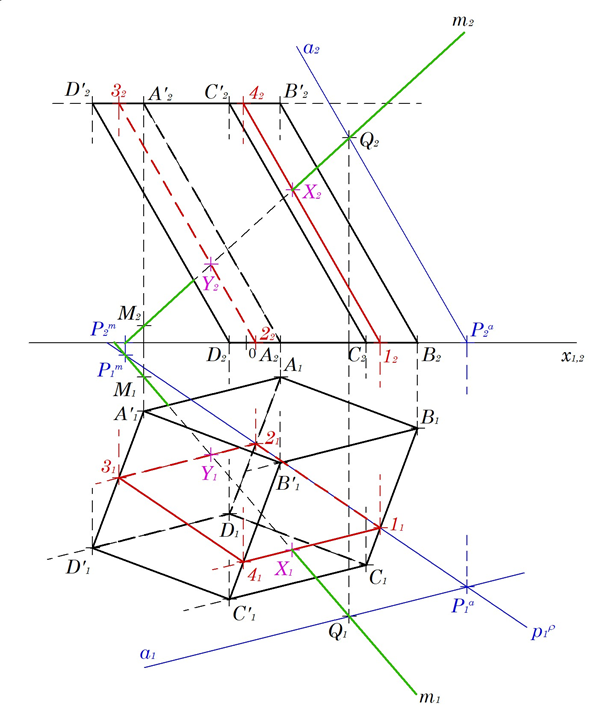 m₂
a₂
D'₂ 3₂ A'₂ C'₂ 4₂ B'₂
Q₂
X₂
Y₂
M₂
P₂ᵐ 2₂ P₂ᵃ
D₂ 0 A₂ C₂ 1₂ B₂ x₁,₂
P₁ᵐ A₁
M₁
A'₁ B₁
2₁
3₁ Y₁ B'₁
D₁ 1₁
D'₁ 4₁ X₁ C₁
C'₁ P₁ᵃ
Q₁ p₁ᵖ
a₁
m₁